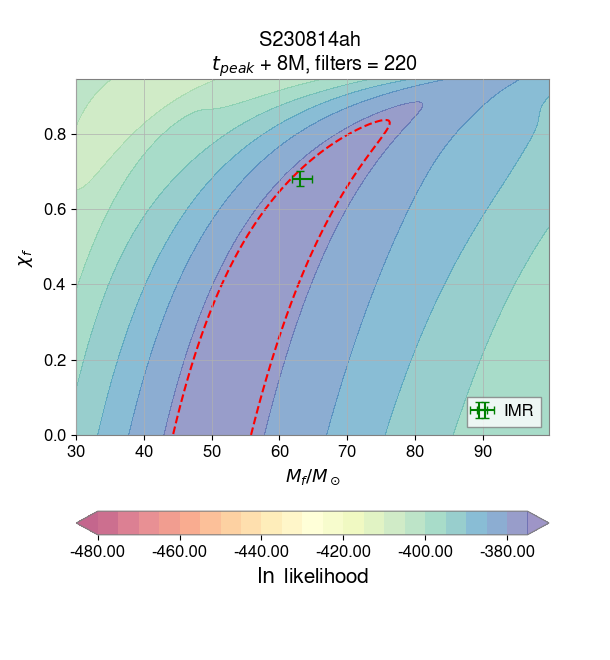 S230814ah
t_peak + 8M, filters = 220
0.8
0.6
0.4
0.2
0.0
χ_f
30 40 50 60 70 80 90
M_f/M_⊙
IMR
-480.00 -460.00 -440.00 -420.00 -400.00 -380.00
ln likelihood